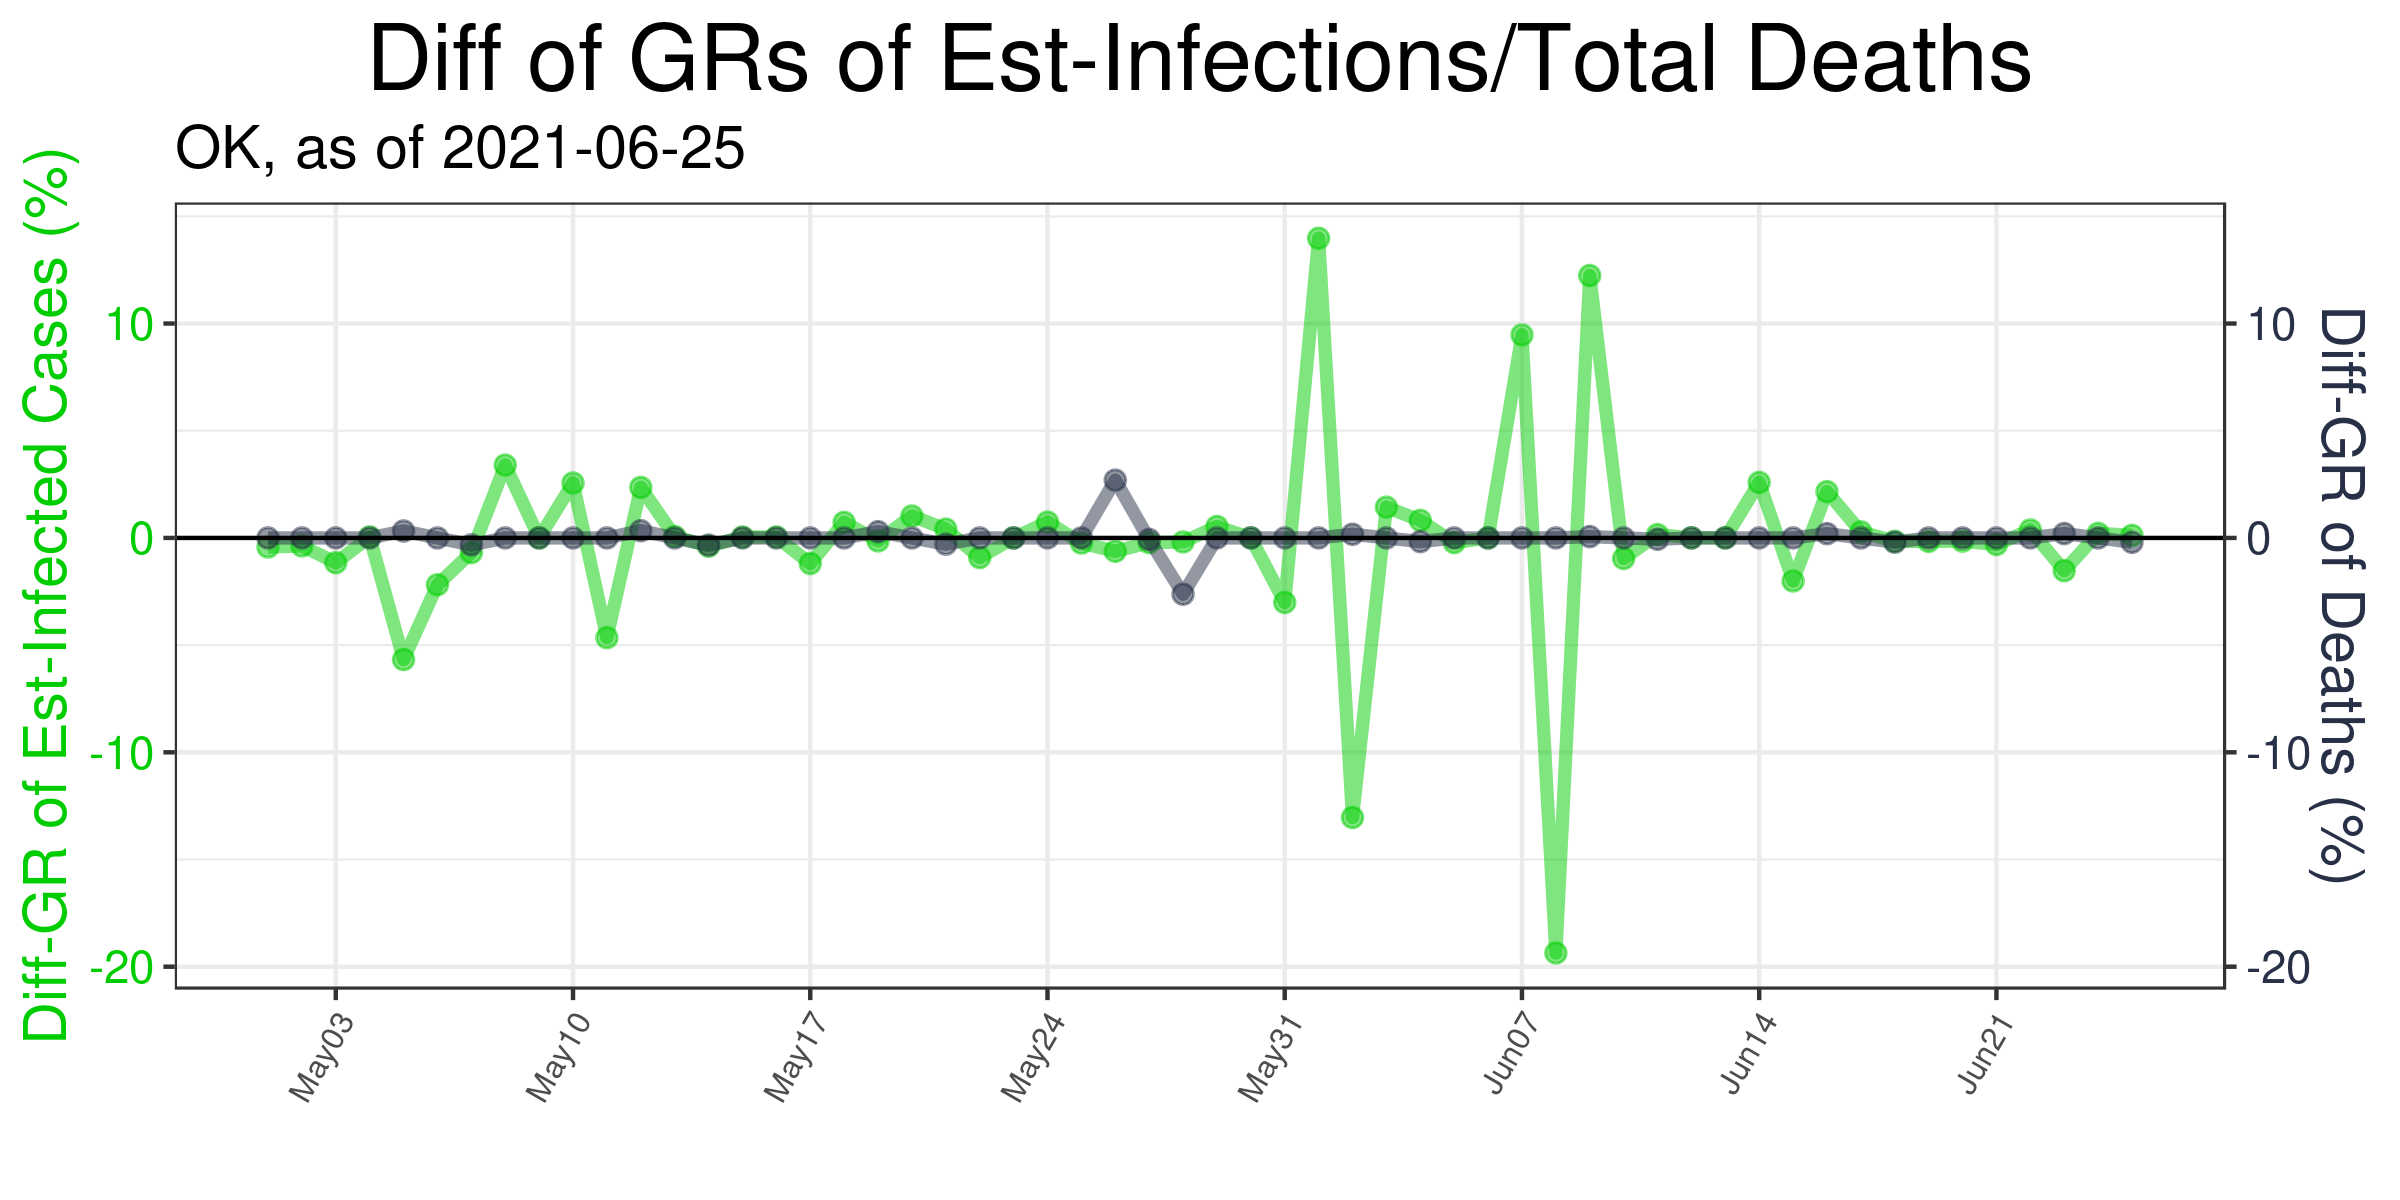 Diff of GRs of Est-Infections/Total Deaths
OK, as of 2021-06-25
Diff-GR of Est-Infected Cases (%)
10
0
-10
-20
10
0
-10
-20
Diff-GR of Deaths (%)
May03
May10
May17
May24
May31
Jun07
Jun14
Jun21